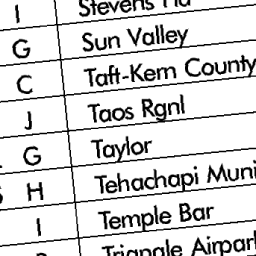 I Stevens
G Sun Valley
C Taft-Kern County
J Taos Rgnl
G Taylor
H Tehachapi Muni
I Temple Bar
Triangle Airpark